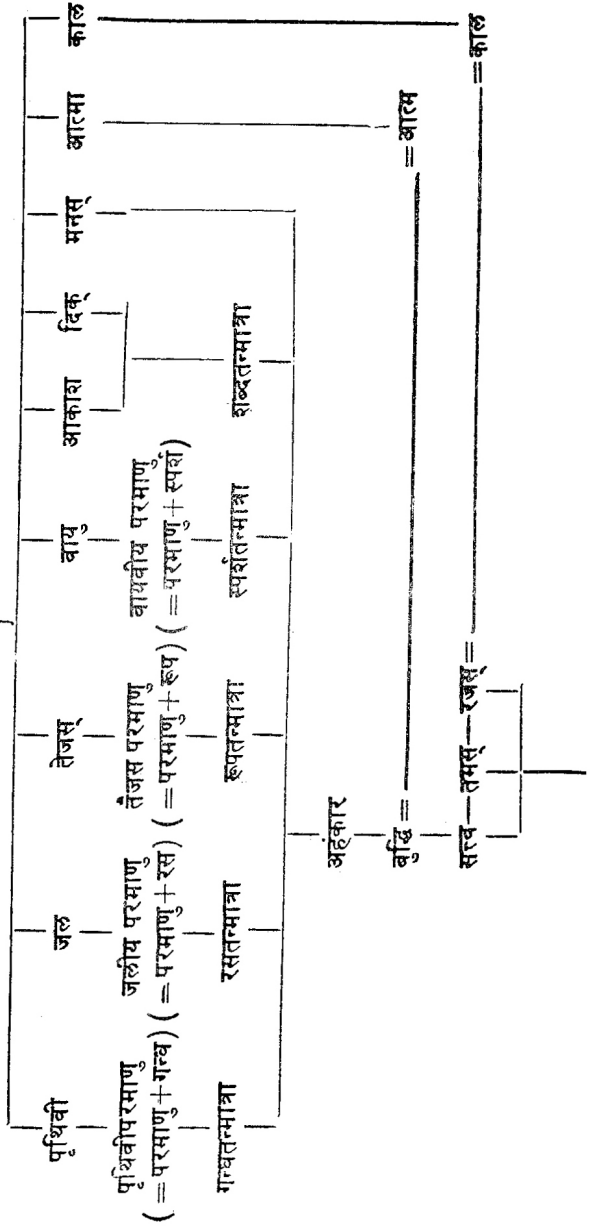 पृथिवी जल तेजस् वायु आकाश दिक् मनस् आत्मा काल
पृथिवीपरमाणु जलीय परमाणु तैजस परमाणु वायवीय परमाणु
(=परमाणु+गन्ध) (=परमाणु+रस) (=परमाणु+रूप) (=परमाणु+स्पर्श)
गन्धतन्मात्रा रसतन्मात्रा रूपतन्मात्रा स्पर्शतन्मात्रा शब्दतन्मात्रा
अहंकार
बुद्धि = = आत्म
सत्त्व—तमस्—रजस् = =काल